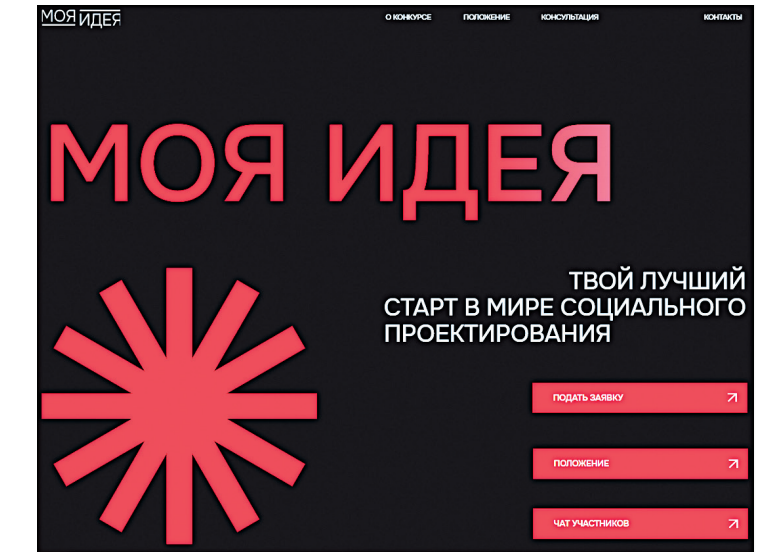 МОЯ ИДЕЯ
О КОНКУРСЕ ПОЛОЖЕНИЕ КОНСУЛЬТАЦИЯ КОНТАКТЫ
МОЯ ИДЕЯ
ТВОЙ ЛУЧШИЙ
СТАРТ В МИРЕ СОЦИАЛЬНОГО
ПРОЕКТИРОВАНИЯ
ПОДАТЬ ЗАЯВКУ
ПОЛОЖЕНИЕ
ЧАТ УЧАСТНИКОВ